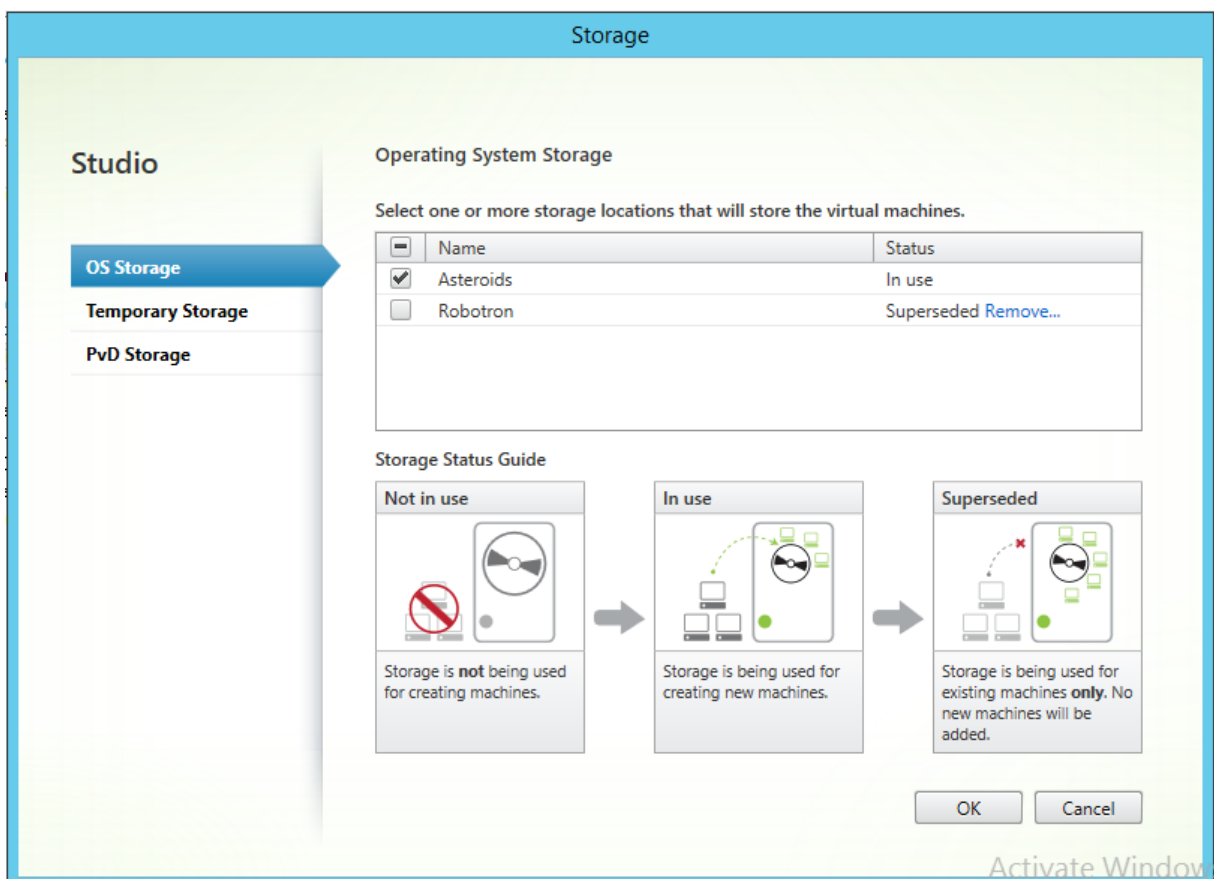 Storage
Studio
OS Storage
Temporary Storage
PvD Storage
Operating System Storage
Select one or more storage locations that will store the virtual machines.
Name Status
Asteroids In use
Robotron Superseded Remove...
Storage Status Guide
Not in use
Storage is not being used
for creating machines.
In use
Storage is being used for
creating new machines.
Superseded
Storage is being used for
existing machines only. No
new machines will be
added.
OK Cancel
Activate Window